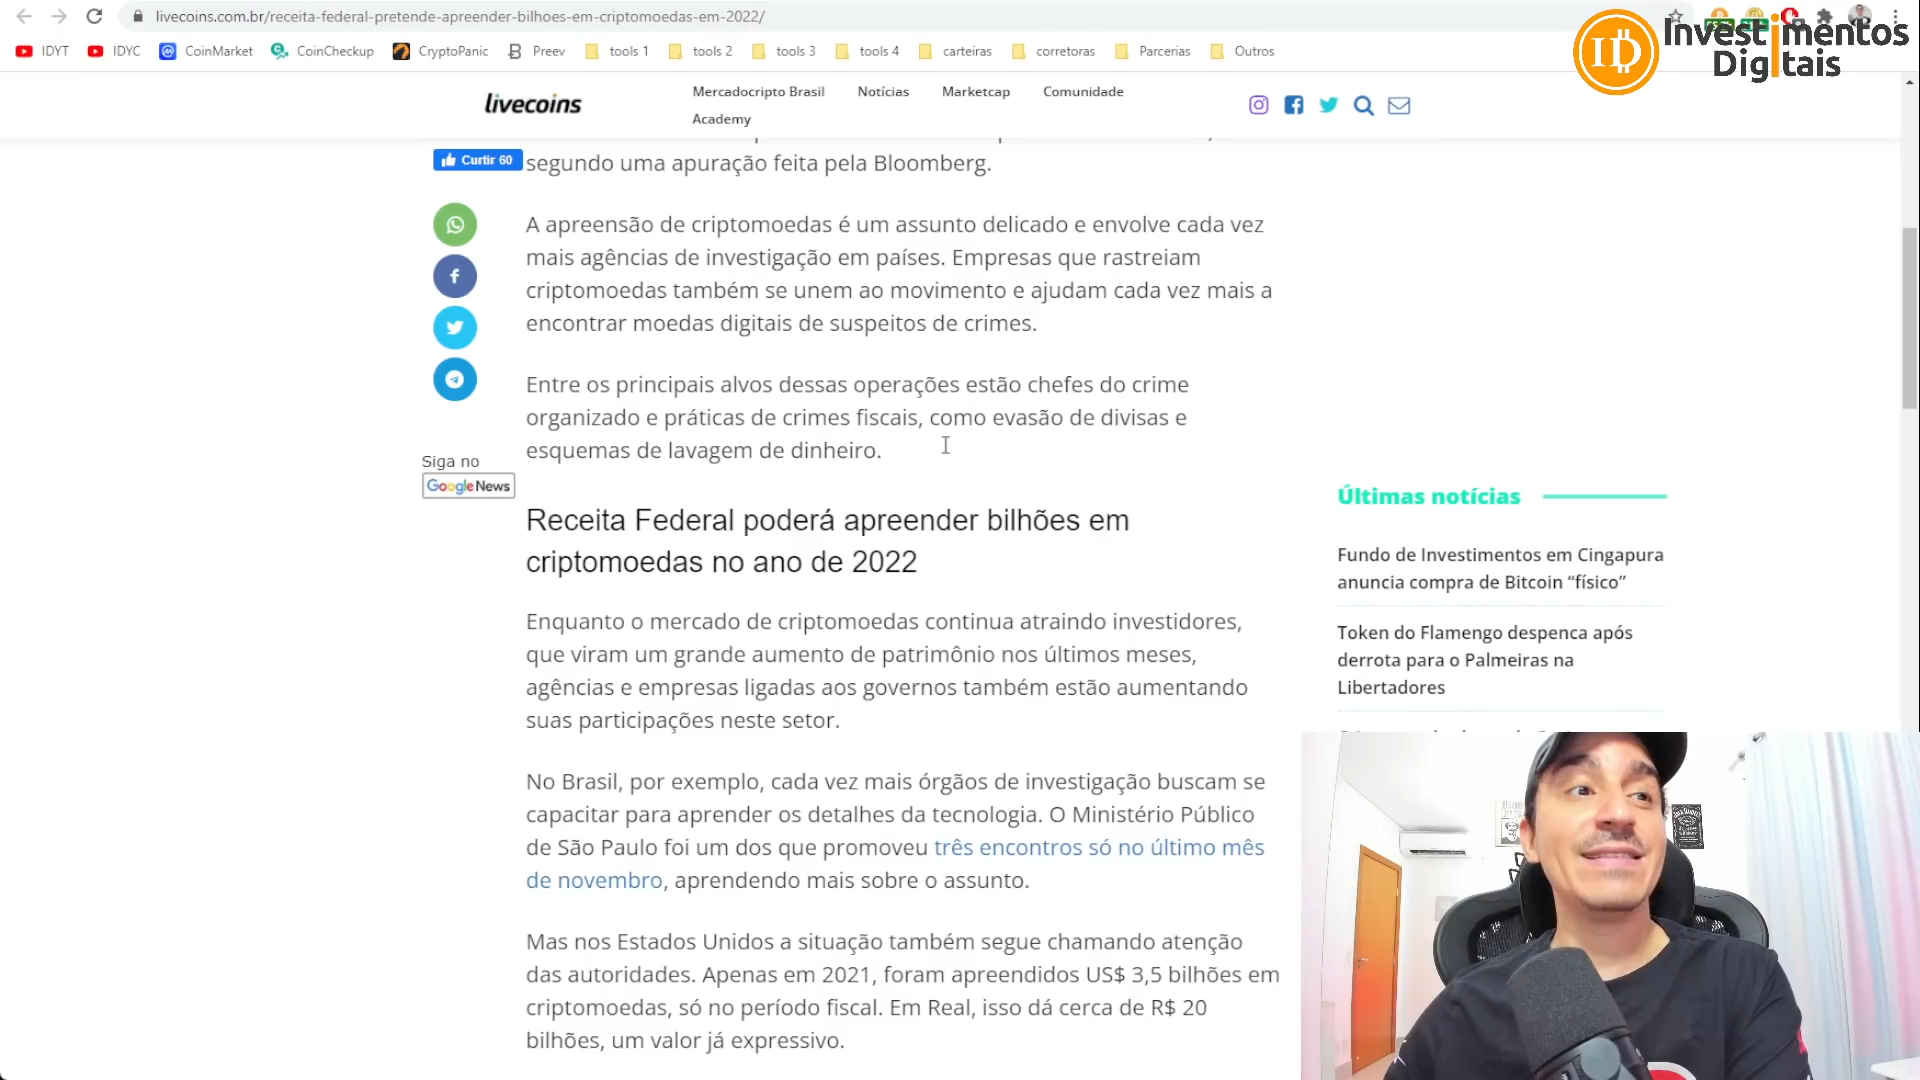 livecoins.com.br/receita-federal-pretende-apreender-bilhoes-em-criptomoedas-em-2022/
IDYT
IDYC
CoinMarket
CoinCheckup
CryptoPanic
Preev
tools 1
tools 2
tools 3
tools 4
carteiras
corretoras
Parcerias
Outros
Investimentos
Digitais
livecoins
Mercadocripto Brasil
Notícias
Marketcap
Comunidade
Academy
Curtir 60
segundo uma apuração feita pela Bloomberg.
A apreensão de criptomoedas é um assunto delicado e envolve cada vez
mais agências de investigação em países. Empresas que rastreiam
criptomoedas também se unem ao movimento e ajudam cada vez mais a
encontrar moedas digitais de suspeitos de crimes.
Entre os principais alvos dessas operações estão chefes do crime
organizado e práticas de crimes fiscais, como evasão de divisas e
esquemas de lavagem de dinheiro.
Siga no
Google News
Receita Federal poderá apreender bilhões em
criptomoedas no ano de 2022
Enquanto o mercado de criptomoedas continua atraindo investidores,
que viram um grande aumento de patrimônio nos últimos meses,
agências e empresas ligadas aos governos também estão aumentando
suas participações neste setor.
No Brasil, por exemplo, cada vez mais órgãos de investigação buscam se
capacitar para aprender os detalhes da tecnologia. O Ministério Público
de São Paulo foi um dos que promoveu três encontros só no último mês
de novembro, aprendendo mais sobre o assunto.
Mas nos Estados Unidos a situação também segue chamando atenção
das autoridades. Apenas em 2021, foram apreendidos US$ 3,5 bilhões em
criptomoedas, só no período fiscal. Em Real, isso dá cerca de R$ 20
bilhões, um valor já expressivo.
Últimas notícias
Fundo de Investimentos em Cingapura
anuncia compra de Bitcoin “físico”
Token do Flamengo despenca após
derrota para o Palmeiras na
Libertadores